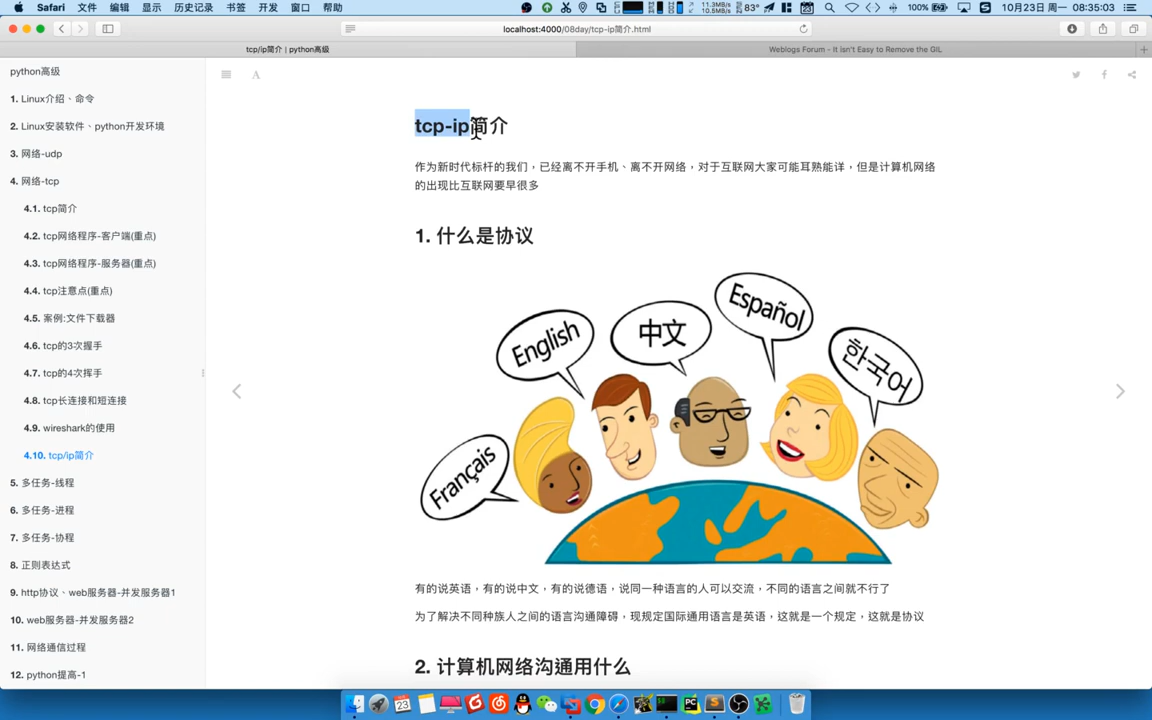 Safari 文件 编辑 显示 历史记录 书签 开发 窗口 帮助
11.3MB/s
10.5MB/s
83°
100%
10月23日 周一 08:35:03
localhost:4000/08day/tcp-ip简介.html
tcp/ip简介 | python高级
Weblogs Forum - It isn't Easy to Remove the GIL
python高级
1. Linux介绍、命令
2. Linux安装软件、python开发环境
3. 网络-udp
4. 网络-tcp
4.1. tcp简介
4.2. tcp网络程序-客户端(重点)
4.3. tcp网络程序-服务器(重点)
4.4. tcp注意点(重点)
4.5. 案例:文件下载器
4.6. tcp的3次握手
4.7. tcp的4次挥手
4.8. tcp长连接和短连接
4.9. wireshark的使用
4.10. tcp/ip简介
5. 多任务-线程
6. 多任务-进程
7. 多任务-协程
8. 正则表达式
9. http协议、web服务器-并发服务器1
10. web服务器-并发服务器2
11. 网络通信过程
12. python提高-1
A
tcp-ip简介
作为新时代标杆的我们，已经离不开手机、离不开网络，对于互联网大家可能耳熟能详，但是计算机网络
的出现比互联网要早很多
1. 什么是协议
Français
English
中文
Español
한국어
有的说英语，有的说中文，有的说德语，说同一种语言的人可以交流，不同的语言之间就不行了
为了解决不同种族人之间的语言沟通障碍，现规定国际通用语言是英语，这就是一个规定，这就是协议
2. 计算机网络沟通用什么
23
PC